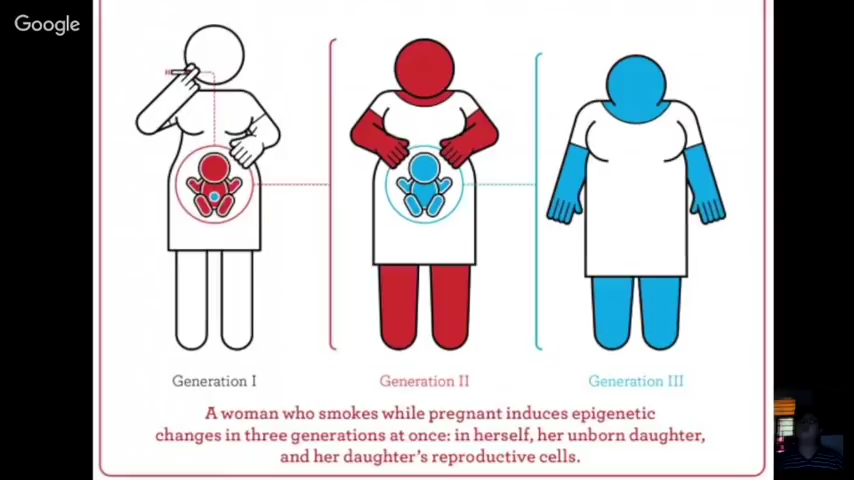 Google
Generation I
Generation II
Generation III
A woman who smokes while pregnant induces epigenetic
changes in three generations at once: in herself, her unborn daughter,
and her daughter's reproductive cells.